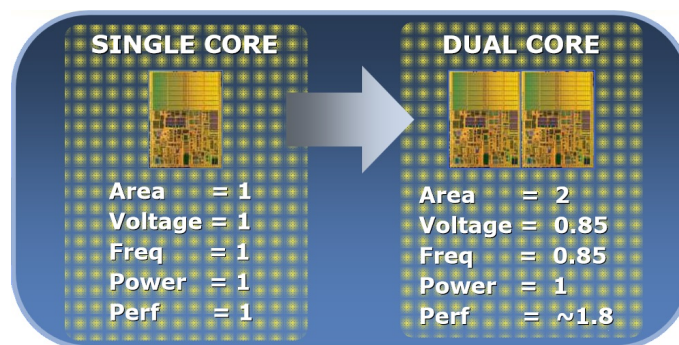 SINGLE CORE
Area = 1
Voltage = 1
Freq = 1
Power = 1
Perf = 1
DUAL CORE
Area = 2
Voltage = 0.85
Freq = 0.85
Power = 1
Perf = ~1.8